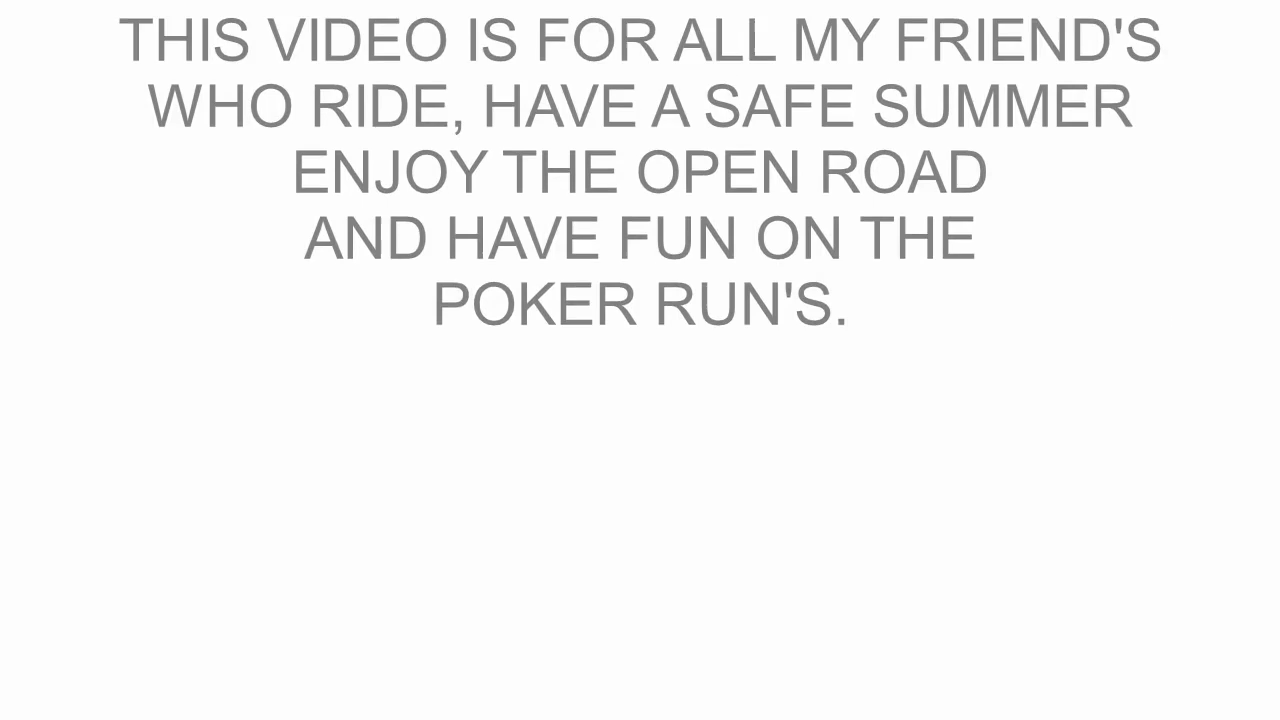 THIS VIDEO IS FOR ALL MY FRIEND'S
WHO RIDE, HAVE A SAFE SUMMER
ENJOY THE OPEN ROAD
AND HAVE FUN ON THE
POKER RUN'S.